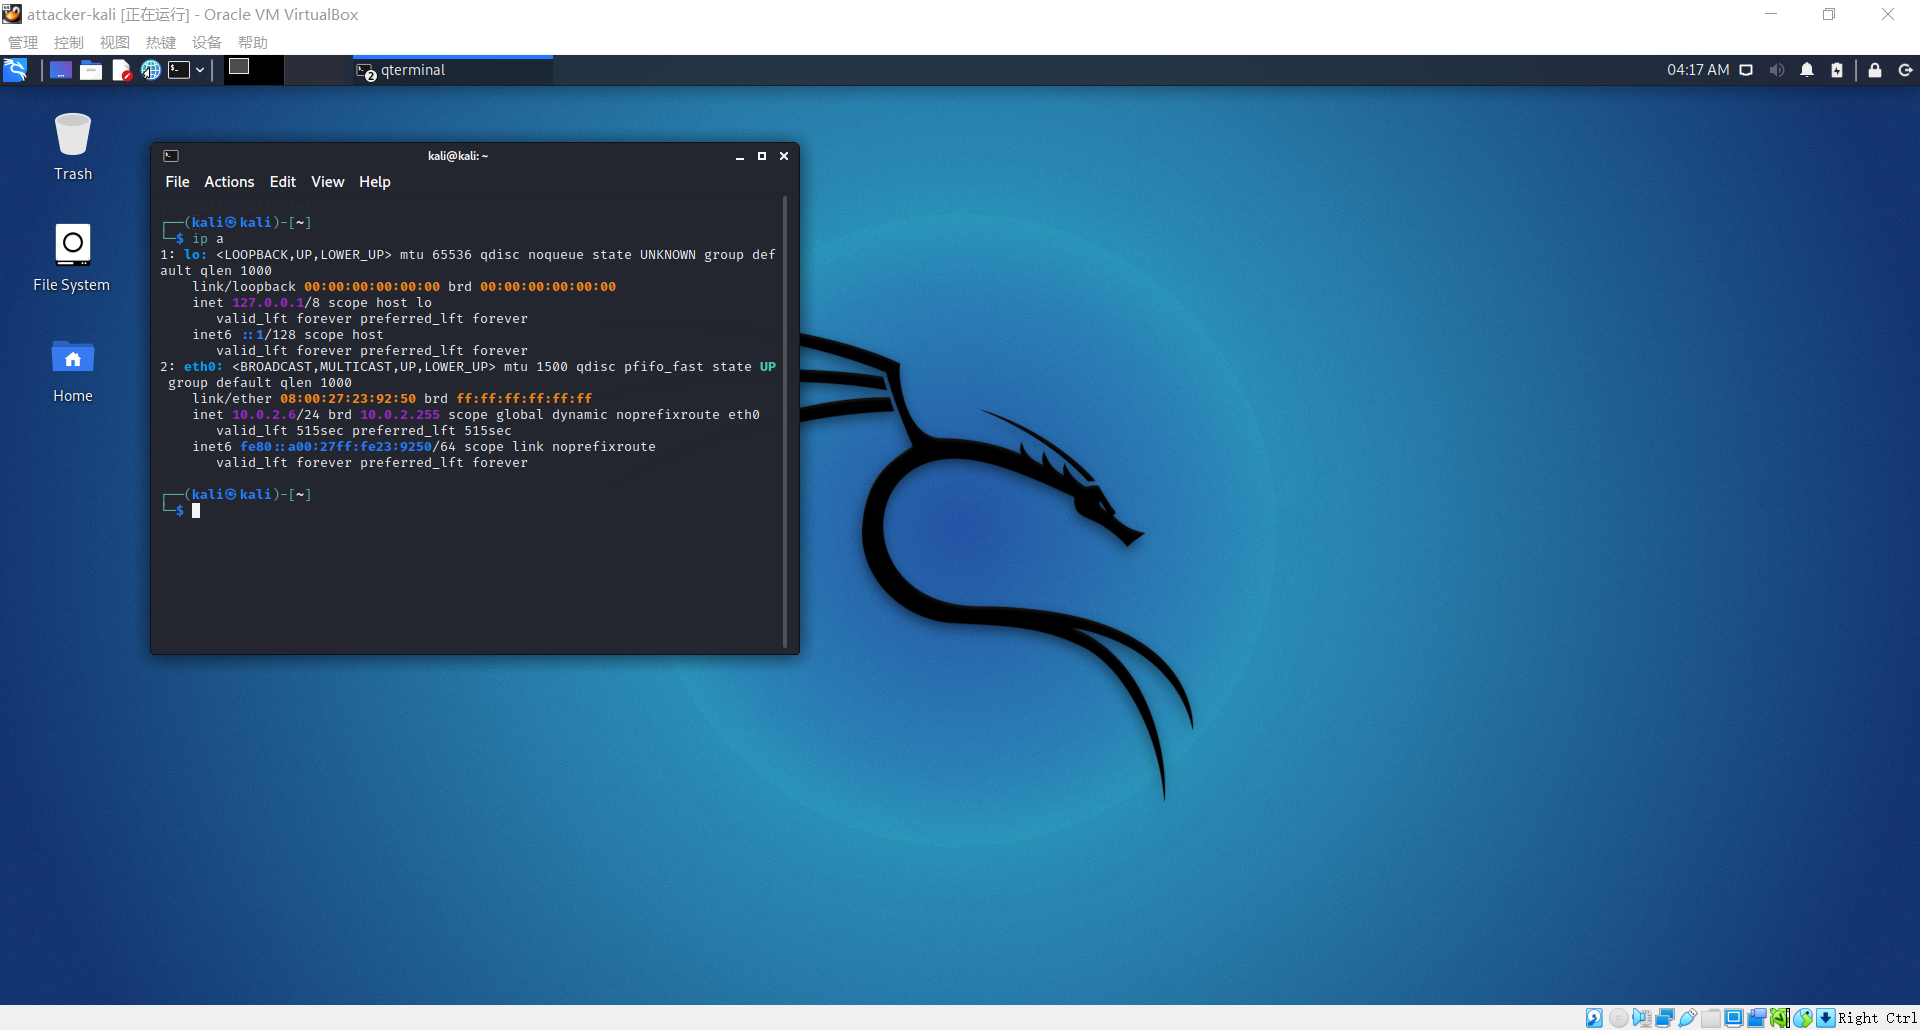 attacker-kali [正在运行] - Oracle VM VirtualBox
管理 控制 视图 热键 设备 帮助
2 qterminal
04:17 AM
Trash
File System
Home
kali@kali: ~
File Actions Edit View Help
┌──(kali㉿kali)-[~]
└─$ ip a
1: lo: <LOOPBACK,UP,LOWER_UP> mtu 65536 qdisc noqueue state UNKNOWN group def
ault qlen 1000
    link/loopback 00:00:00:00:00:00 brd 00:00:00:00:00:00
    inet 127.0.0.1/8 scope host lo
       valid_lft forever preferred_lft forever
    inet6 ::1/128 scope host
       valid_lft forever preferred_lft forever
2: eth0: <BROADCAST,MULTICAST,UP,LOWER_UP> mtu 1500 qdisc pfifo_fast state UP
 group default qlen 1000
    link/ether 08:00:27:23:92:50 brd ff:ff:ff:ff:ff:ff
    inet 10.0.2.6/24 brd 10.0.2.255 scope global dynamic noprefixroute eth0
       valid_lft 515sec preferred_lft 515sec
    inet6 fe80::a00:27ff:fe23:9250/64 scope link noprefixroute
       valid_lft forever preferred_lft forever
┌──(kali㉿kali)-[~]
└─$
Right Ctrl